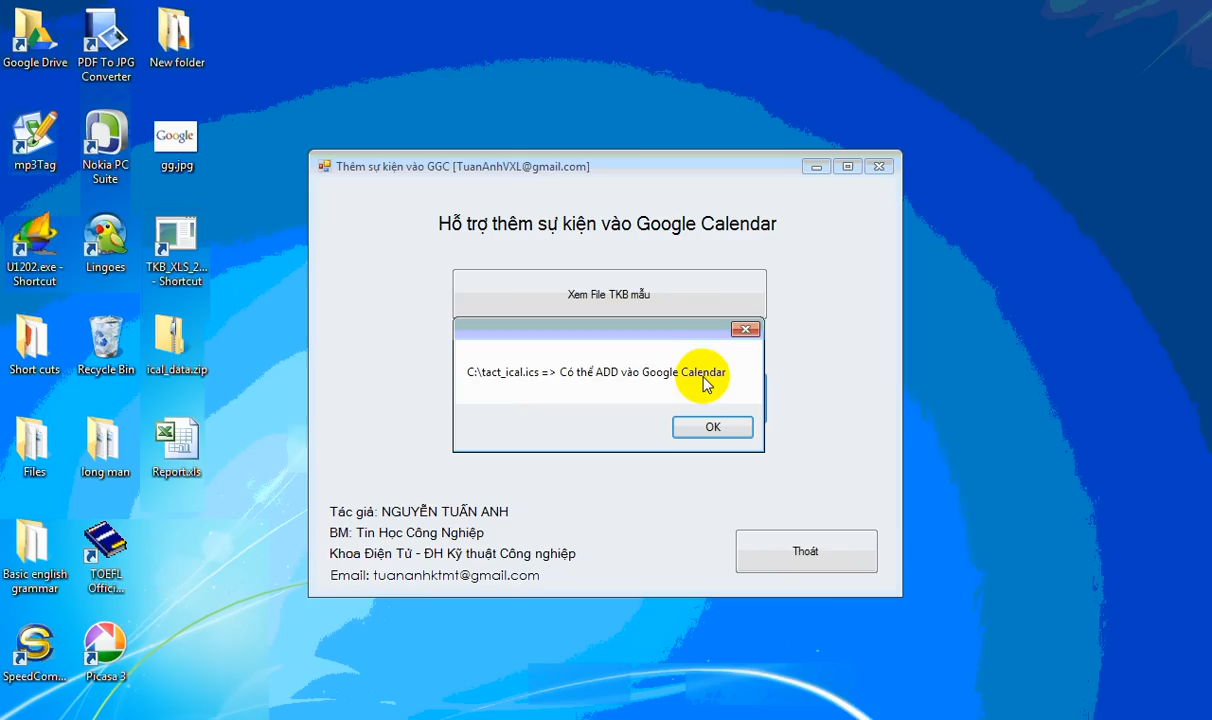 Google Drive
PDF To JPG
Converter
New folder
mp3Tag
Nokia PC
Suite
Google
gg.jpg
U1202.exe -
Shortcut
Lingoes
TKB_XLS_2...
- Shortcut
Short cuts
Recycle Bin
ical_data.zip
Files
long man
Report.xls
Basic english
grammar
TOEFL
Offici...
SpeedCom...
Picasa 3
Thêm sự kiện vào GGC [TuanAnhVXL@gmail.com]
Hỗ trợ thêm sự kiện vào Google Calendar
Xem File TKB mẫu
C:\tact_ical.ics => Có thể ADD vào Google Calendar
OK
Tác giả: NGUYỄN TUẤN ANH
BM: Tin Học Công Nghiệp
Khoa Điện Tử - ĐH Kỹ thuật Công nghiệp
Email: tuananhktmt@gmail.com
Thoát